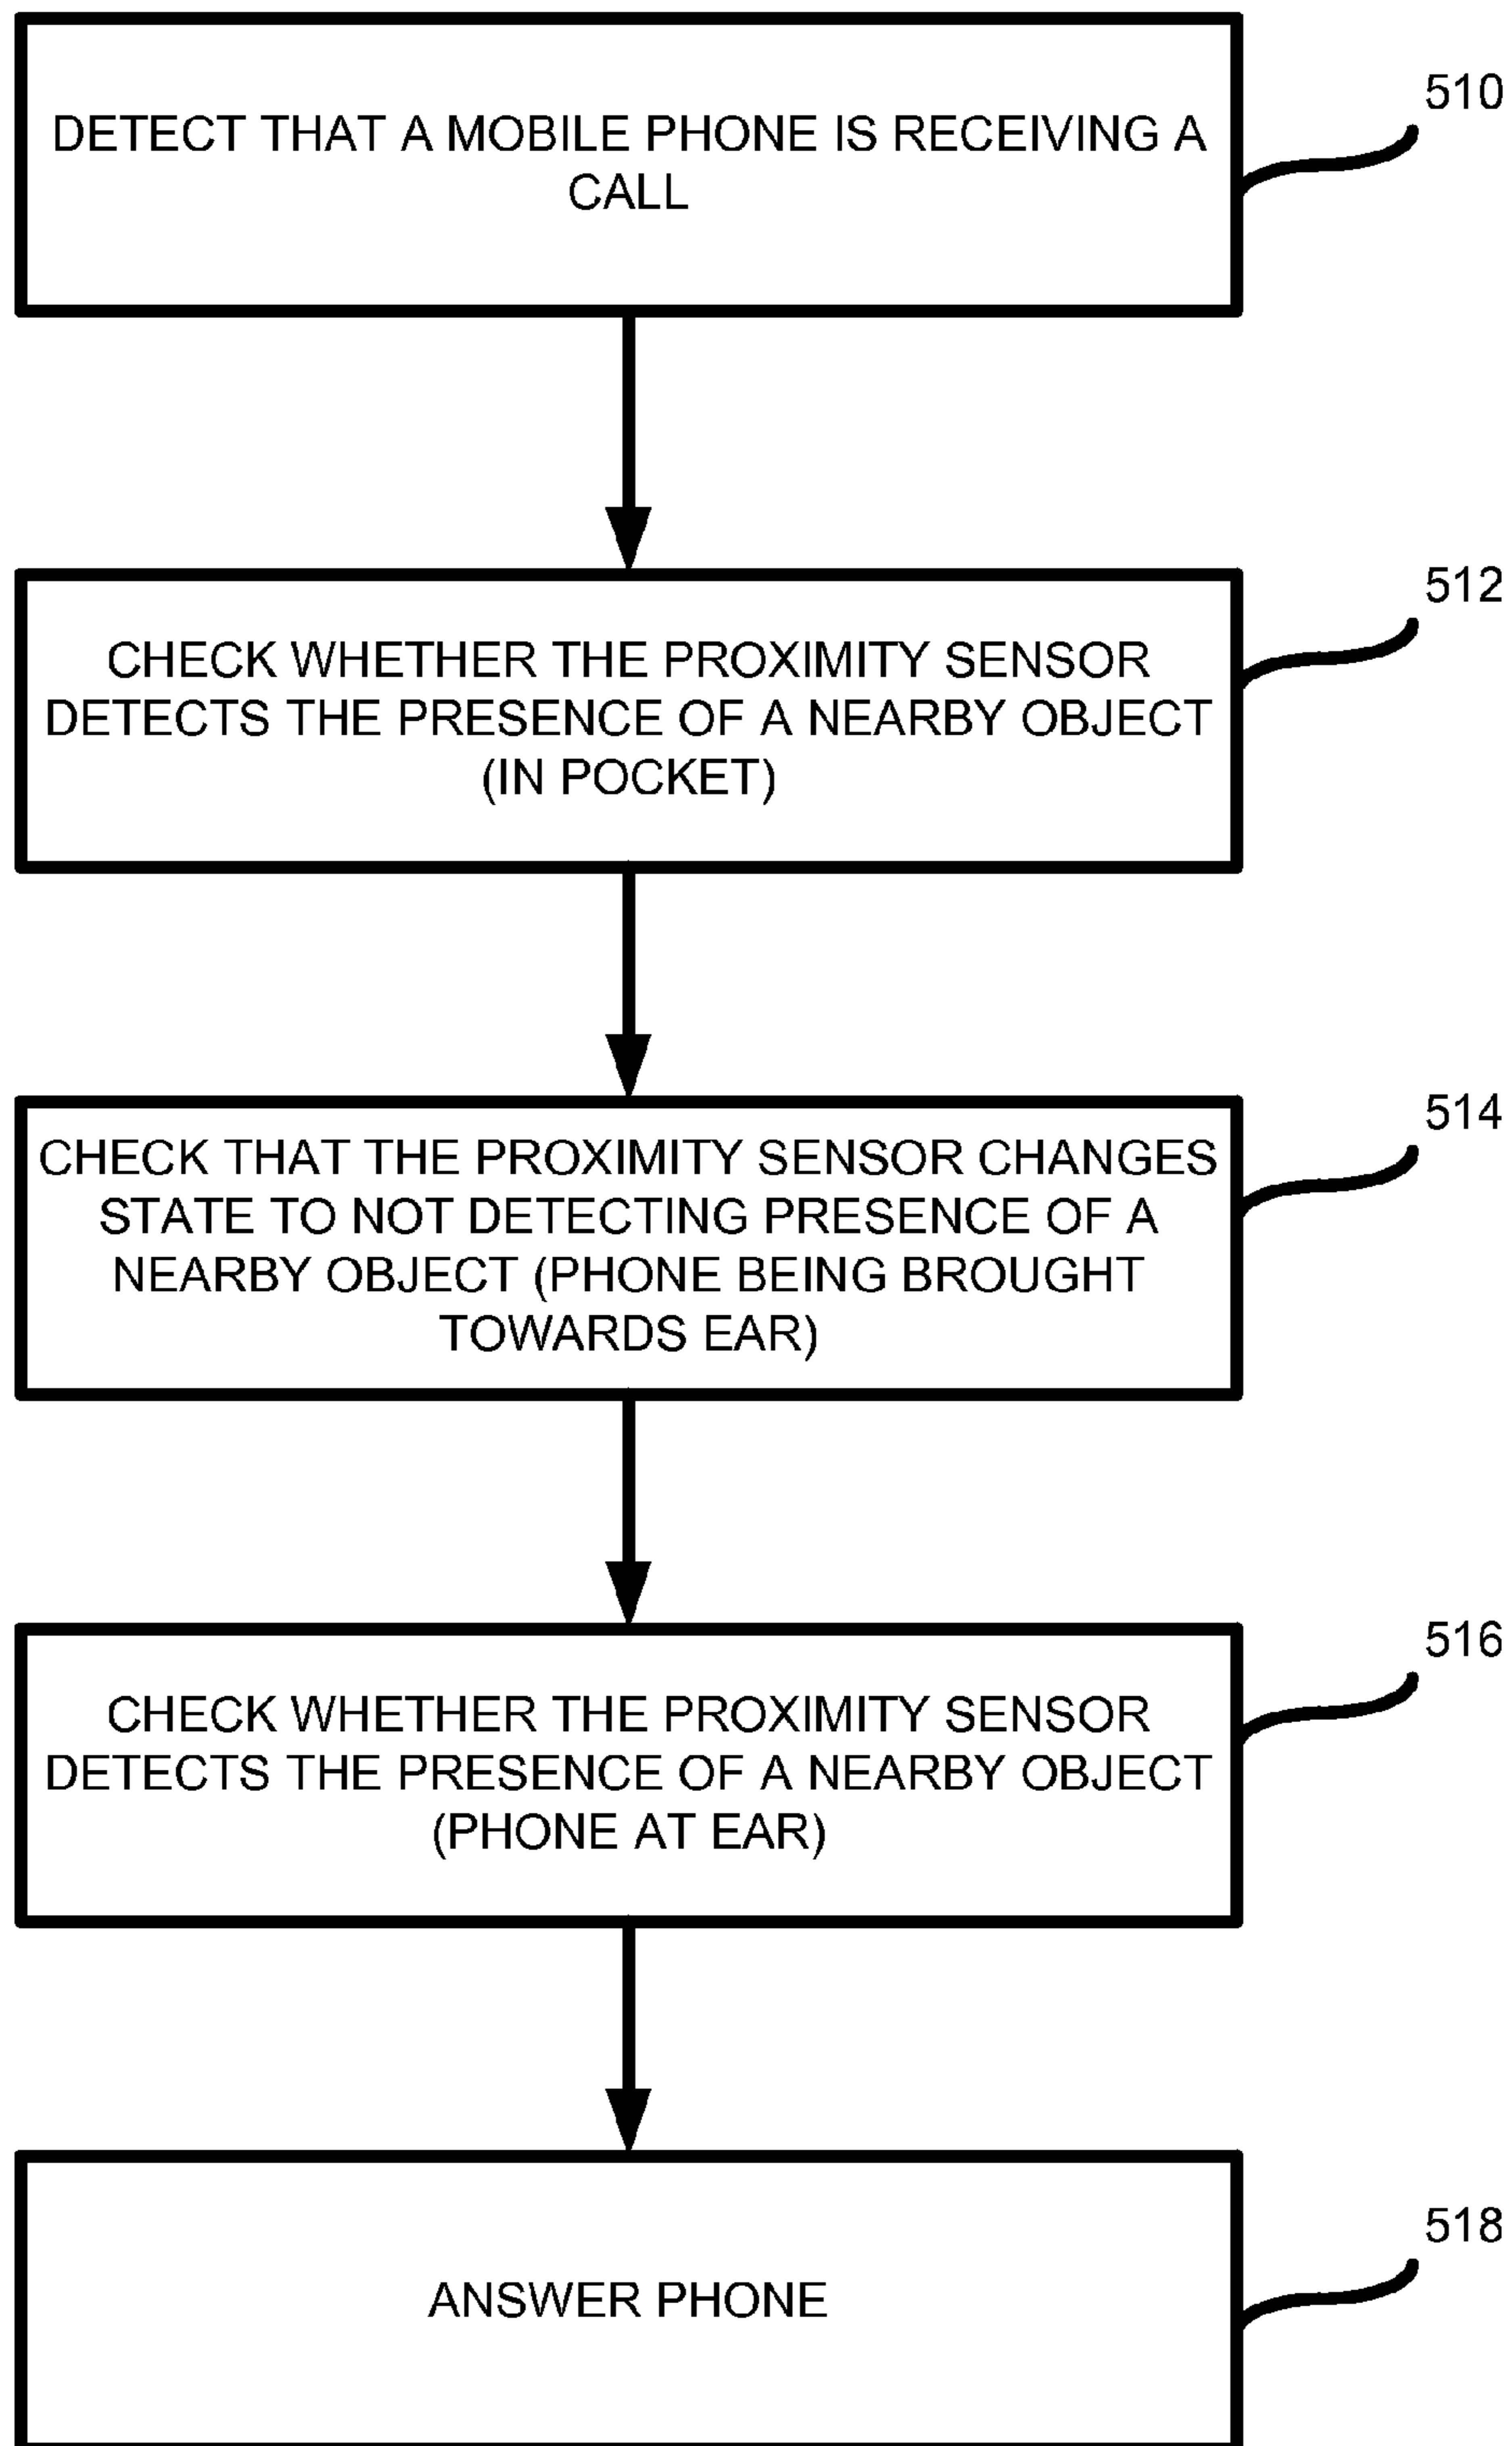 510
DETECT THAT A MOBILE PHONE IS RECEIVING A
CALL
512
CHECK WHETHER THE PROXIMITY SENSOR
DETECTS THE PRESENCE OF A NEARBY OBJECT
(IN POCKET)
514
CHECK THAT THE PROXIMITY SENSOR CHANGES
STATE TO NOT DETECTING PRESENCE OF A
NEARBY OBJECT (PHONE BEING BROUGHT
TOWARDS EAR)
516
CHECK WHETHER THE PROXIMITY SENSOR
DETECTS THE PRESENCE OF A NEARBY OBJECT
(PHONE AT EAR)
518
ANSWER PHONE